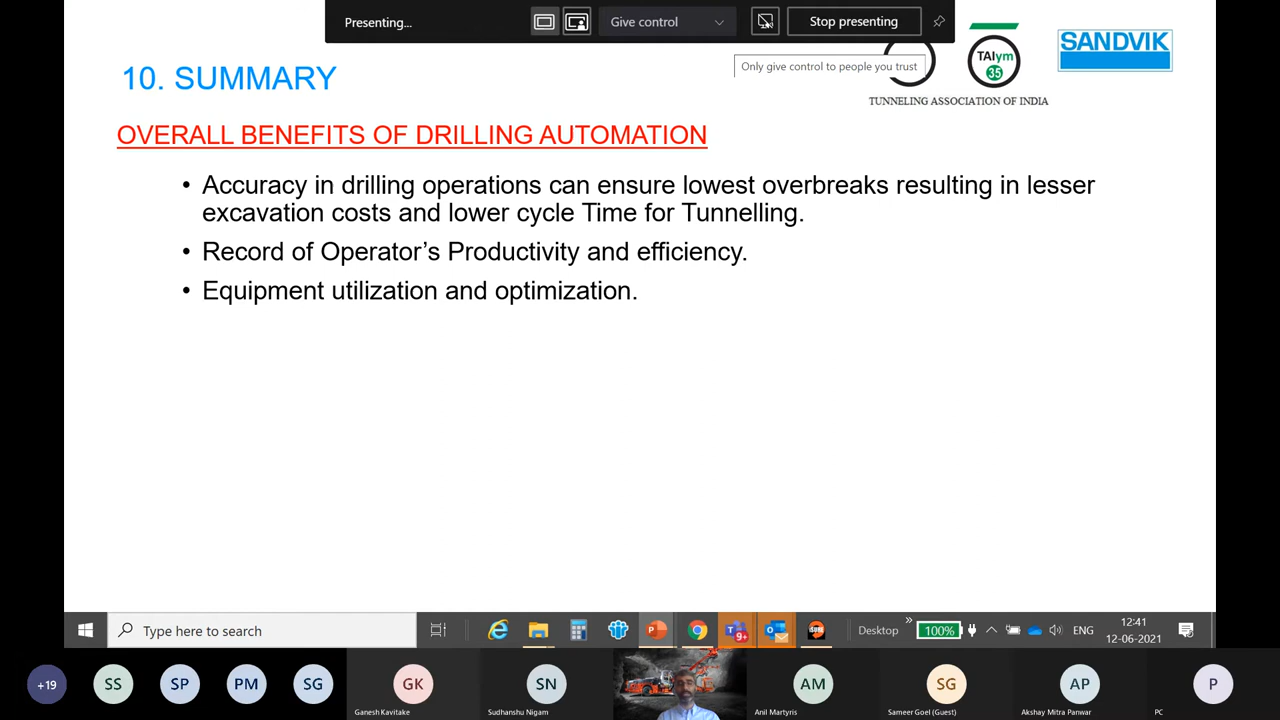 Presenting...
Give control
Stop presenting
Only give control to people you trust
TAIym
35
SANDVIK
TUNNELING ASSOCIATION OF INDIA
10. SUMMARY
OVERALL BENEFITS OF DRILLING AUTOMATION
• Accuracy in drilling operations can ensure lowest overbreaks resulting in lesser
excavation costs and lower cycle Time for Tunnelling.
• Record of Operator’s Productivity and efficiency.
• Equipment utilization and optimization.
Type here to search
9+
Desktop
100%
ENG
12:41
12-06-2021
+19
SS
SP
PM
SG
GK
Ganesh Kavitake
SN
Sudhanshu Nigam
AM
Anil Martyris
SG
Sameer Goel (Guest)
AP
Akshay Mitra Panwar
P
PC